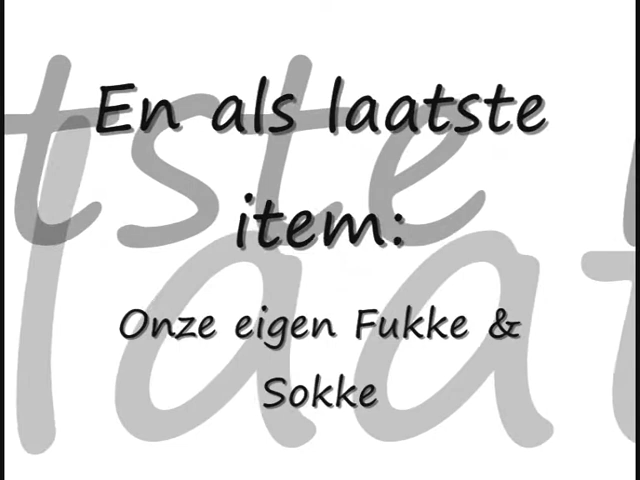 En als laatste
item:
Onze eigen Fukke &
Sokke